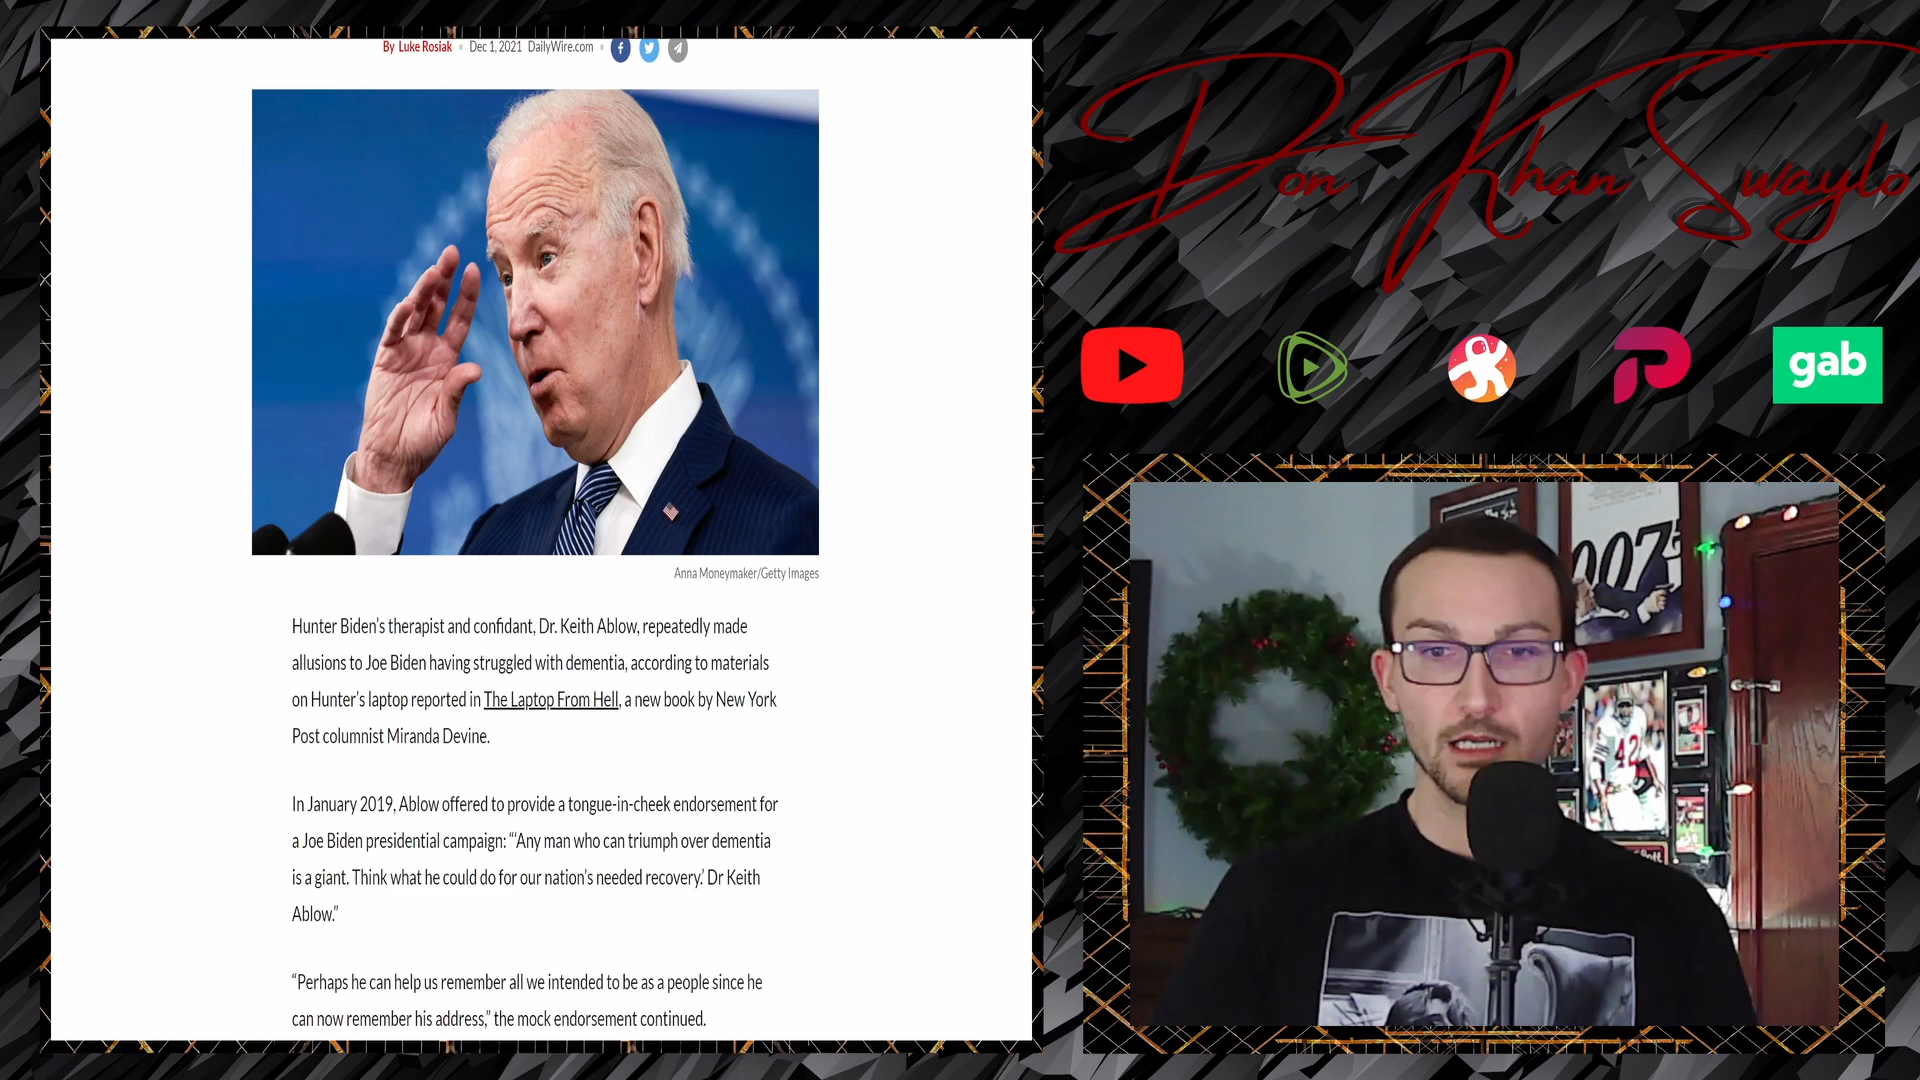 By Luke Rosiak • Dec 1, 2021 DailyWire.com •
Anna Moneymaker/Getty Images
Hunter Biden's therapist and confidant, Dr. Keith Ablow, repeatedly made
allusions to Joe Biden having struggled with dementia, according to materials
on Hunter's laptop reported in The Laptop From Hell, a new book by New York
Post columnist Miranda Devine.
In January 2019, Ablow offered to provide a tongue-in-cheek endorsement for
a Joe Biden presidential campaign: “‘Any man who can triumph over dementia
is a giant. Think what he could do for our nation's needed recovery.’ Dr Keith
Ablow.”
“Perhaps he can help us remember all we intended to be as a people since he
can now remember his address,” the mock endorsement continued.
Don Khan Swaylo
gab
007
42